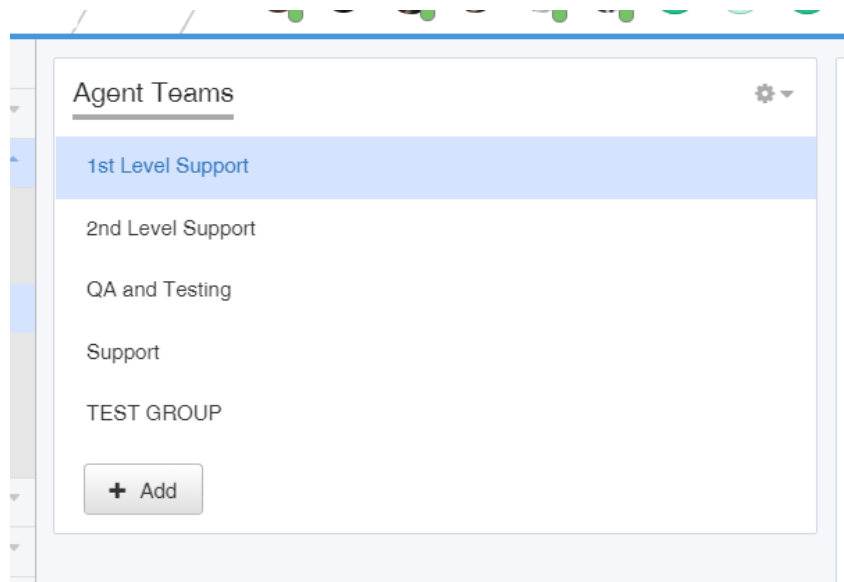 Agent Teams
1st Level Support
2nd Level Support
QA and Testing
Support
TEST GROUP
+ Add